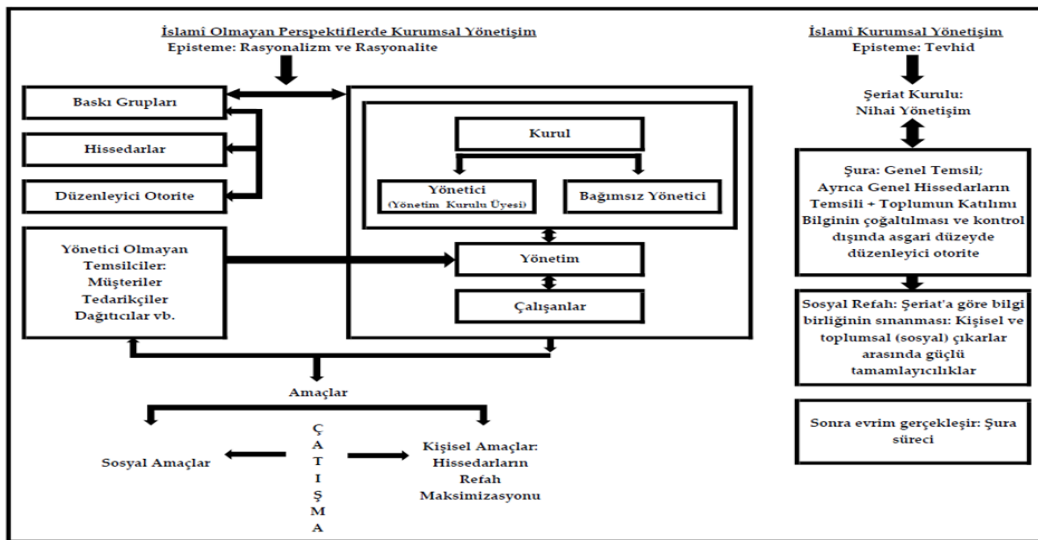 İslamî Olmayan Perspektiflerde Kurumsal Yönetişim
Episteme: Rasyonalizm ve Rasyonalite
Baskı Grupları
Hissedarlar
Düzenleyici Otorite
Yönetici Olmayan
Temsilciler:
Müşteriler
Tedarikçiler
Dağıtıcılar vb.
Kurul
Yönetici
(Yönetim Kurulu Üyesi)
Bağımsız Yönetici
Yönetim
Çalışanlar
Amaçlar
Sosyal Amaçlar
Ç
A
T
I
Ş
M
A
Kişisel Amaçlar:
Hissedarların
Refah
Maksimizasyonu
İslamî Kurumsal Yönetişim
Episteme: Tevhid
Şeriat Kurulu:
Nihai Yönetişim
Şura: Genel Temsil;
Ayrıca Genel Hissedarların
Temsili + Toplumun Katılımı
Bilginin çoğaltılması ve kontrol
dışında asgari düzeyde
düzenleyici otorite
Sosyal Refah: Şeriat'a göre bilgi
birliğinin sınanması: Kişisel ve
toplumsal (sosyal) çıkarlar
arasında güçlü
tamamlayıcılıklar
Sonra evrim gerçekleşir: Şura
süreci